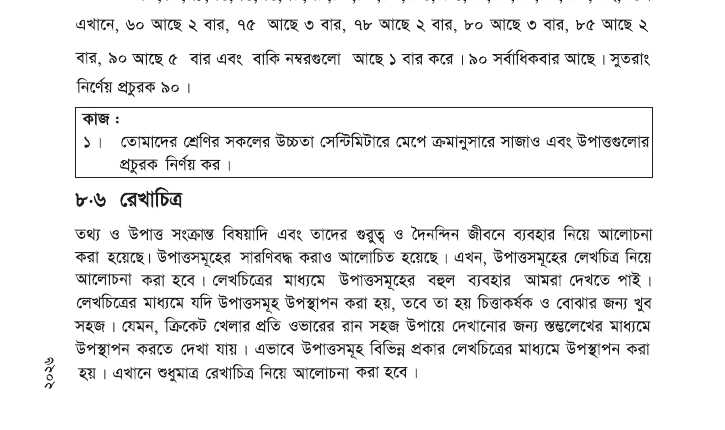 এখানে, ৬০ আছে ২ বার, ৭৫ আছে ৩ বার, ৭৮ আছে ২ বার, ৮০ আছে ৩ বার, ৮৫ আছে ২
বার, ৯০ আছে ৫ বার এবং বাকি নম্বরগুলো আছে ১ বার করে। ৯০ সর্বাধিকবার আছে। সুতরাং
নির্ণেয় প্রচুরক ৯০।
কাজ :
১। তোমাদের শ্রেণির সকলের উচ্চতা সেন্টিমিটারে মেপে ক্রমানুসারে সাজাও এবং উপাত্তগুলোর
প্রচুরক নির্ণয় কর।
৮·৬ রেখাচিত্র
তথ্য ও উপাত্ত সংক্রান্ত বিষয়াদি এবং তাদের গুরুত্ব ও দৈনন্দিন জীবনে ব্যবহার নিয়ে আলোচনা
করা হয়েছে। উপাত্তসমূহের সারণিবদ্ধ করাও আলোচিত হয়েছে। এখন, উপাত্তসমূহের লেখচিত্র নিয়ে
আলোচনা করা হবে। লেখচিত্রের মাধ্যমে উপাত্তসমূহের বহুল ব্যবহার আমরা দেখতে পাই।
লেখচিত্রের মাধ্যমে যদি উপাত্তসমূহ উপস্থাপন করা হয়, তবে তা হয় চিত্তাকর্ষক ও বোঝার জন্য খুব
সহজ। যেমন, ক্রিকেট খেলার প্রতি ওভারের রান সহজ উপায়ে দেখানোর জন্য স্তম্ভলেখের মাধ্যমে
উপস্থাপন করতে দেখা যায়। এভাবে উপাত্তসমূহ বিভিন্ন প্রকার লেখচিত্রের মাধ্যমে উপস্থাপন করা
হয়। এখানে শুধুমাত্র রেখাচিত্র নিয়ে আলোচনা করা হবে।
২০২৬